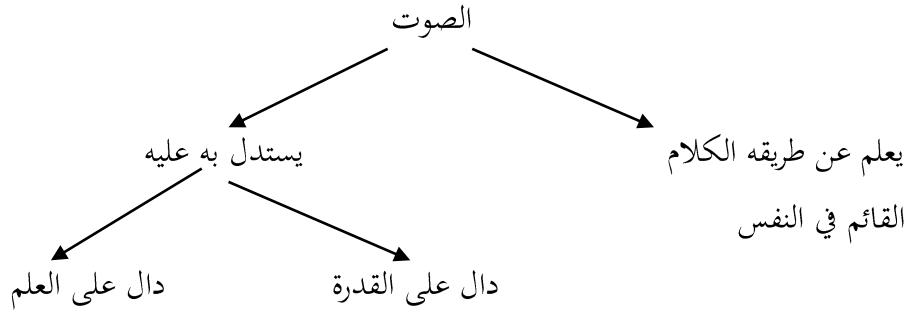 الصوت
يعلم عن طريقه الكلام
القائم في النفس
يستدل به عليه
دال على القدرة
دال على العلم